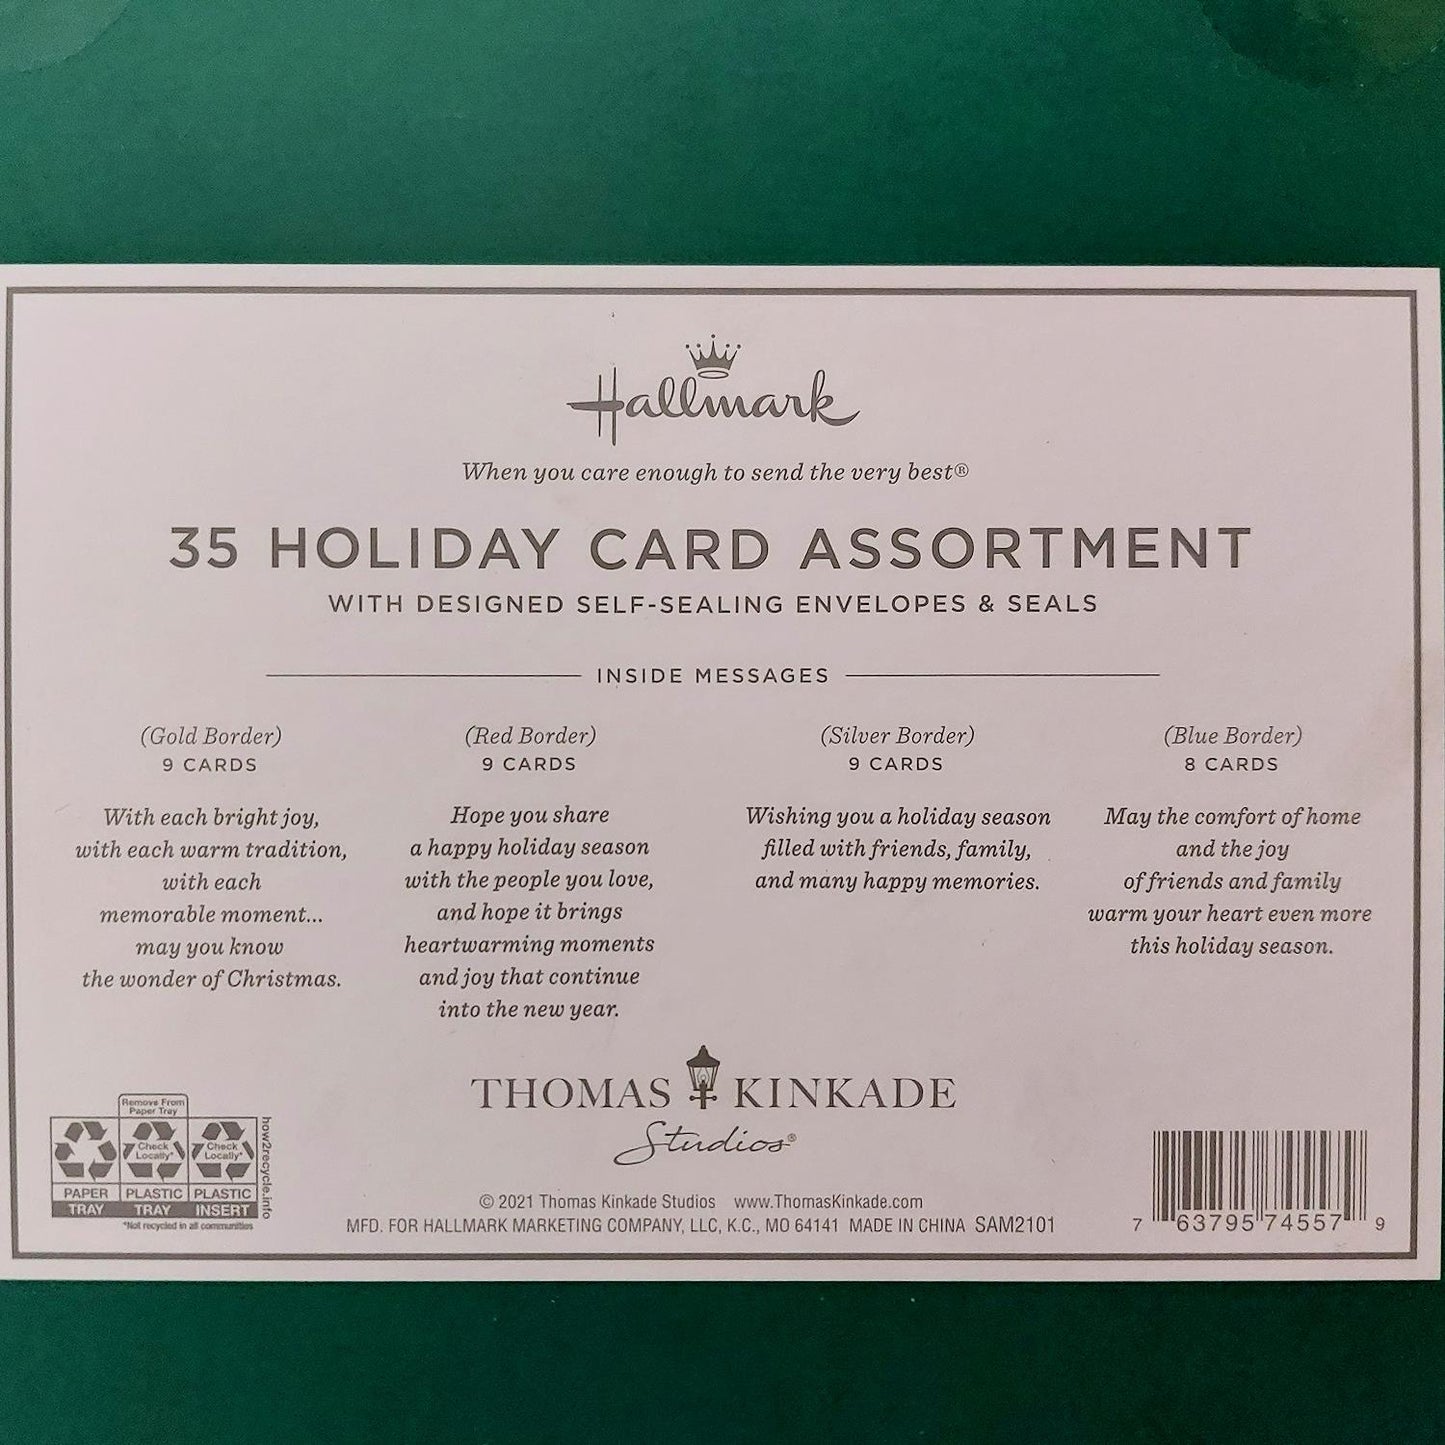 Hallmark
When you care enough to send the very best®
35 HOLIDAY CARD ASSORTMENT
WITH DESIGNED SELF-SEALING ENVELOPES & SEALS
INSIDE MESSAGES
(Gold Border)
9 CARDS
With each bright joy,
with each warm tradition,
with each
memorable moment...
may you know
the wonder of Christmas.
(Red Border)
9 CARDS
Hope you share
a happy holiday season
with the people you love,
and hope it brings
heartwarming moments
and joy that continue
into the new year.
(Silver Border)
9 CARDS
Wishing you a holiday season
filled with friends, family,
and many happy memories.
(Blue Border)
8 CARDS
May the comfort of home
and the joy
of friends and family
warm your heart even more
this holiday season.
THOMAS KINKADE
Studios®
Remove From
Paper Tray
Check
Locally*
Check
Locally*
PAPER
TRAY
PLASTIC
TRAY
PLASTIC
INSERT
*Not recycled in all communities
how2recycle.info
© 2021 Thomas Kinkade Studios www.ThomasKinkade.com
MFD. FOR HALLMARK MARKETING COMPANY, LLC, K.C., MO 64141 MADE IN CHINA SAM2101
7 63795 74557 9